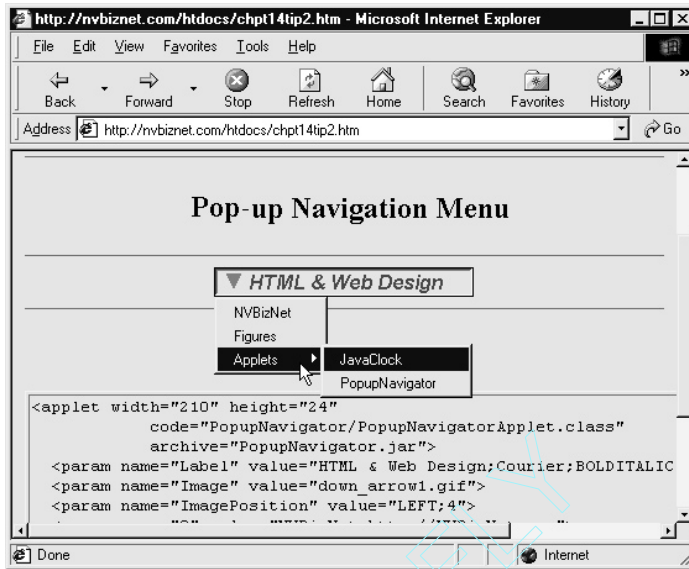 http://nvbiznet.com/htdocs/chpt14tip2.htm - Microsoft Internet Explorer
File Edit View Favorites Tools Help
Back Forward Stop Refresh Home Search Favorites History »
Address http://nvbiznet.com/htdocs/chpt14tip2.htm Go
Pop-up Navigation Menu
HTML & Web Design
NVBizNet
Figures
Applets JavaClock
PopupNavigator
<applet width="210" height="24"
code="PopupNavigator/PopupNavigatorApplet.class"
archive="PopupNavigator.jar">
<param name="Label" value="HTML & Web Design;Courier;BOLDITALIC
<param name="Image" value="down_arrow1.gif">
<param name="ImagePosition" value="LEFT;4">
Done Internet